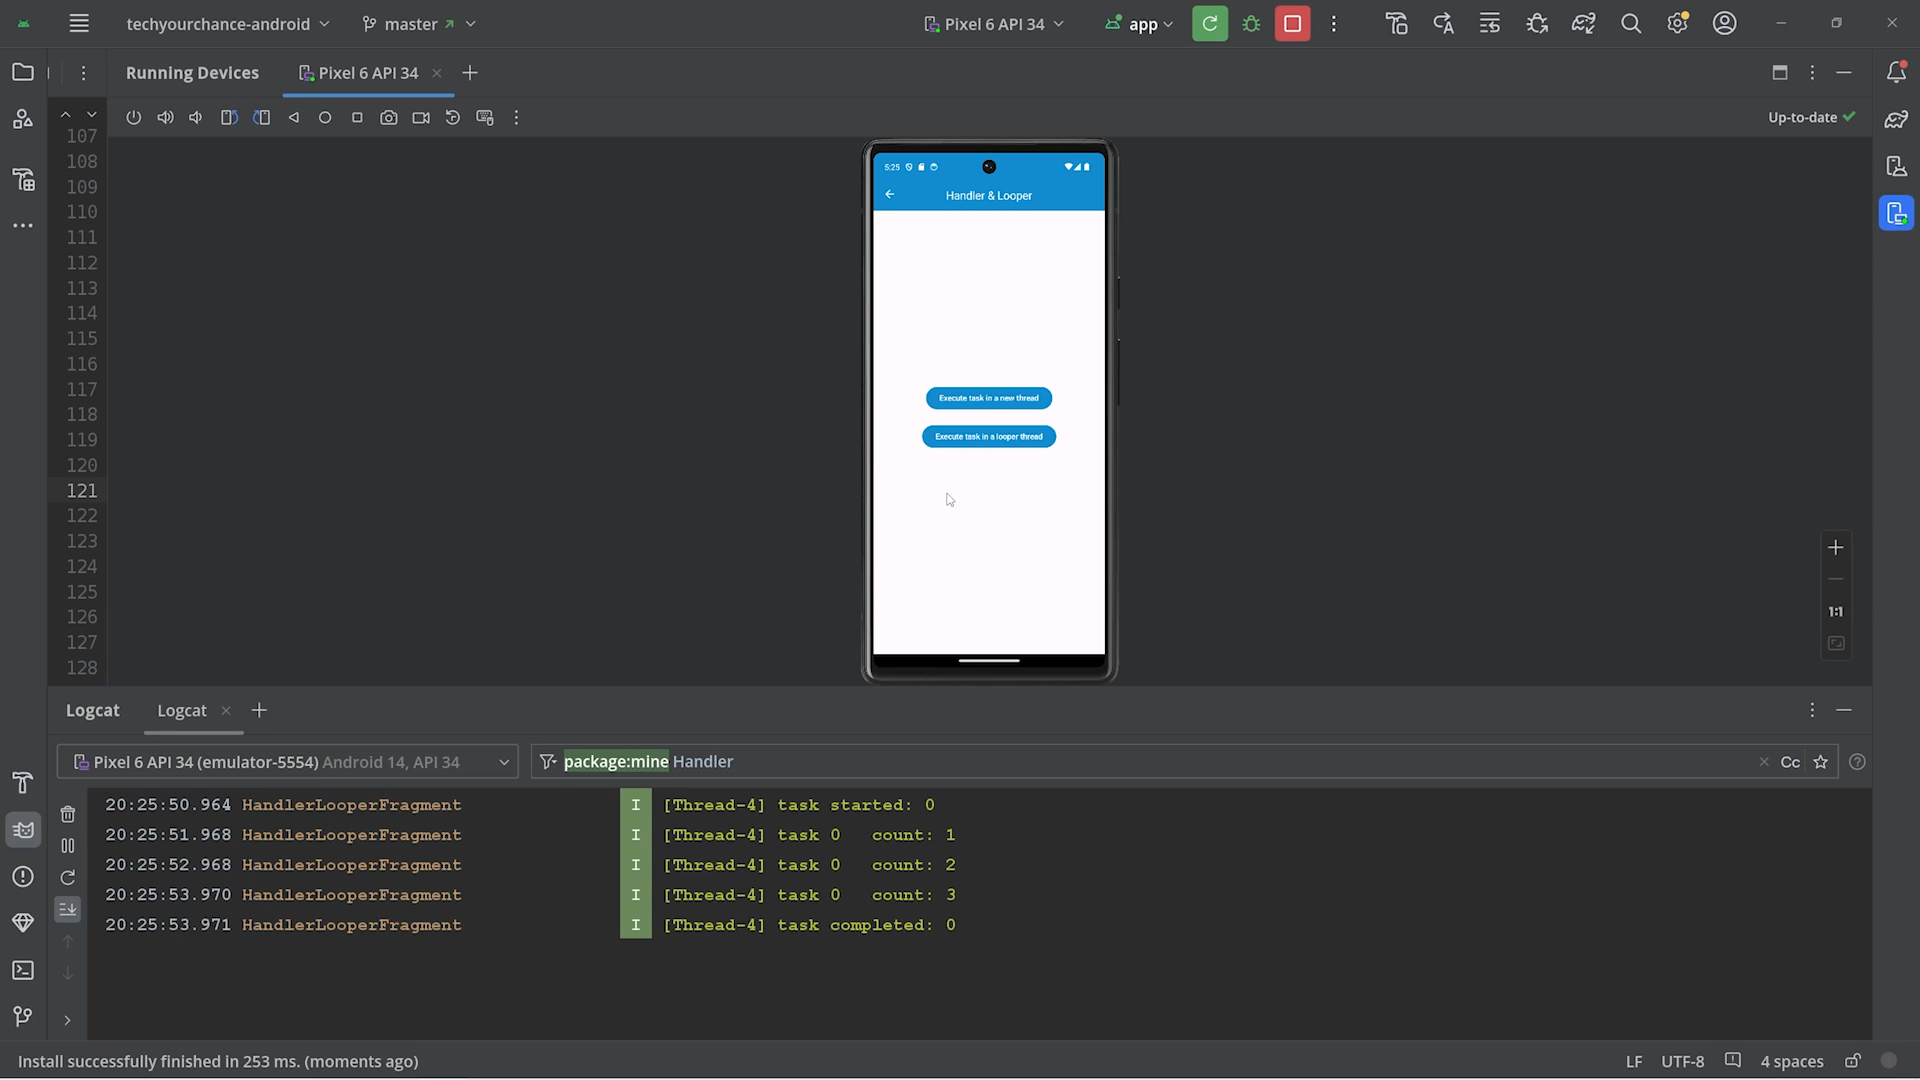 techyourchance-android
master
Pixel 6 API 34
app
Running Devices
Pixel 6 API 34
Up-to-date
107
108
109
110
111
112
113
114
115
116
117
118
119
120
121
122
123
124
125
126
127
128
5:25
Handler & Looper
Execute task in a new thread
Execute task in a looper thread
1:1
Logcat
Logcat
Pixel 6 API 34 (emulator-5554) Android 14, API 34
package:mine Handler
Cc
20:25:50.964 HandlerLooperFragment I [Thread-4] task started: 0
20:25:51.968 HandlerLooperFragment I [Thread-4] task 0 count: 1
20:25:52.968 HandlerLooperFragment I [Thread-4] task 0 count: 2
20:25:53.970 HandlerLooperFragment I [Thread-4] task 0 count: 3
20:25:53.971 HandlerLooperFragment I [Thread-4] task completed: 0
Install successfully finished in 253 ms. (moments ago)
LF
UTF-8
4 spaces